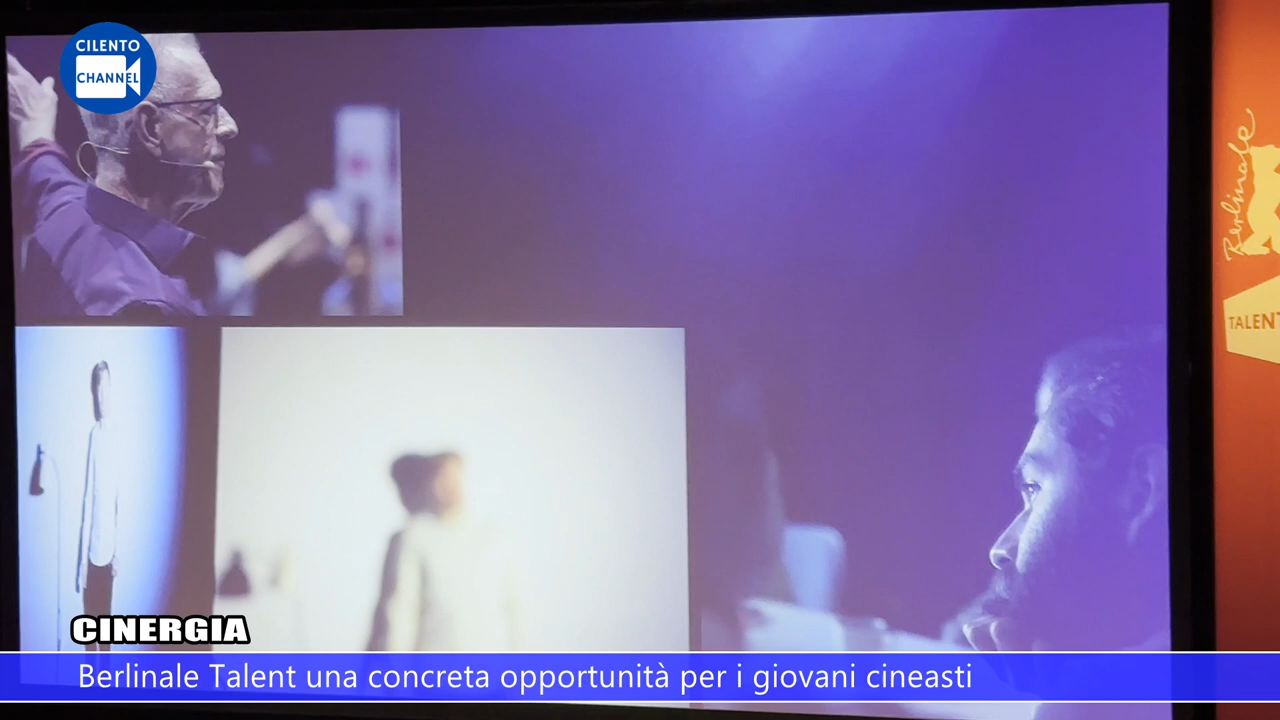 CILENTO
CHANNEL
Berlinale
TALENT
CINERGIA
Berlinale Talent una concreta opportunità per i giovani cineasti